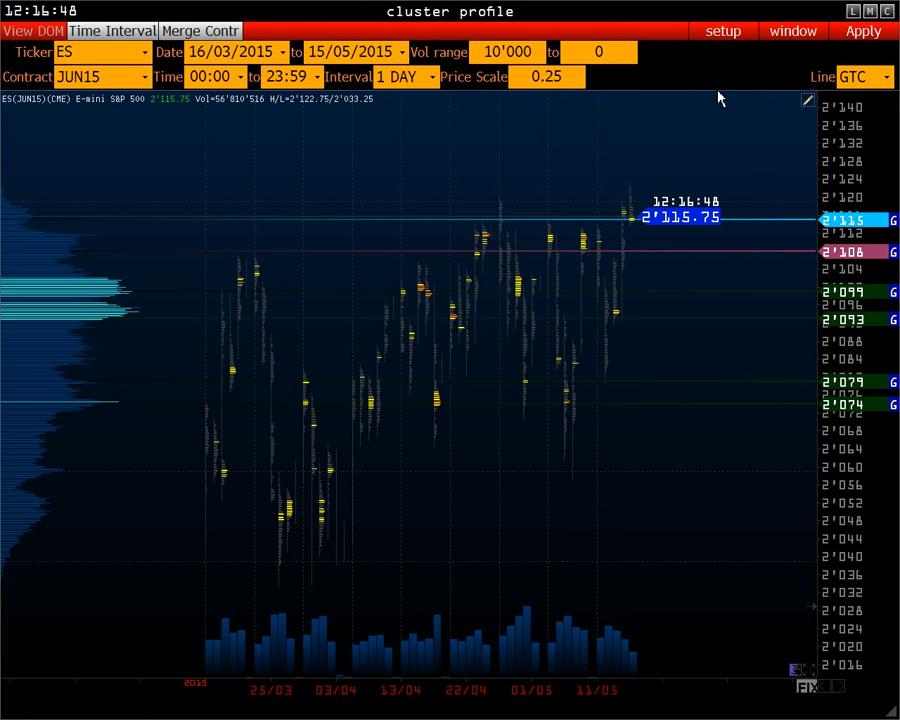 12:16:48 cluster profile L M C
View DOM Time Interval Merge Contr setup window Apply
Ticker ES Date 16/03/2015 to 15/05/2015 Vol range 10'000 to 0
Contract JUN15 Time 00:00 to 23:59 Interval 1 DAY Price Scale 0.25 Line GTC
ES(JUN15)(CME) E-mini S&P 500 2'115.75 Vol=56'810'516 H/L=2'122.75/2'033.25
2'140
2'136
2'132
2'128
2'124
2'120
12:16:48
2'115.75
2'115 G
2'112
2'108 G
2'104
2'099 G
2'096
2'093 G
2'088
2'084
2'079 G
2'074 G
2'072
2'068
2'064
2'060
2'056
2'052
2'048
2'044
2'040
2'036
2'032
2'028
2'024
2'020
2'016
2015
25/03 03/04 13/04 22/04 01/05 11/05
FIX